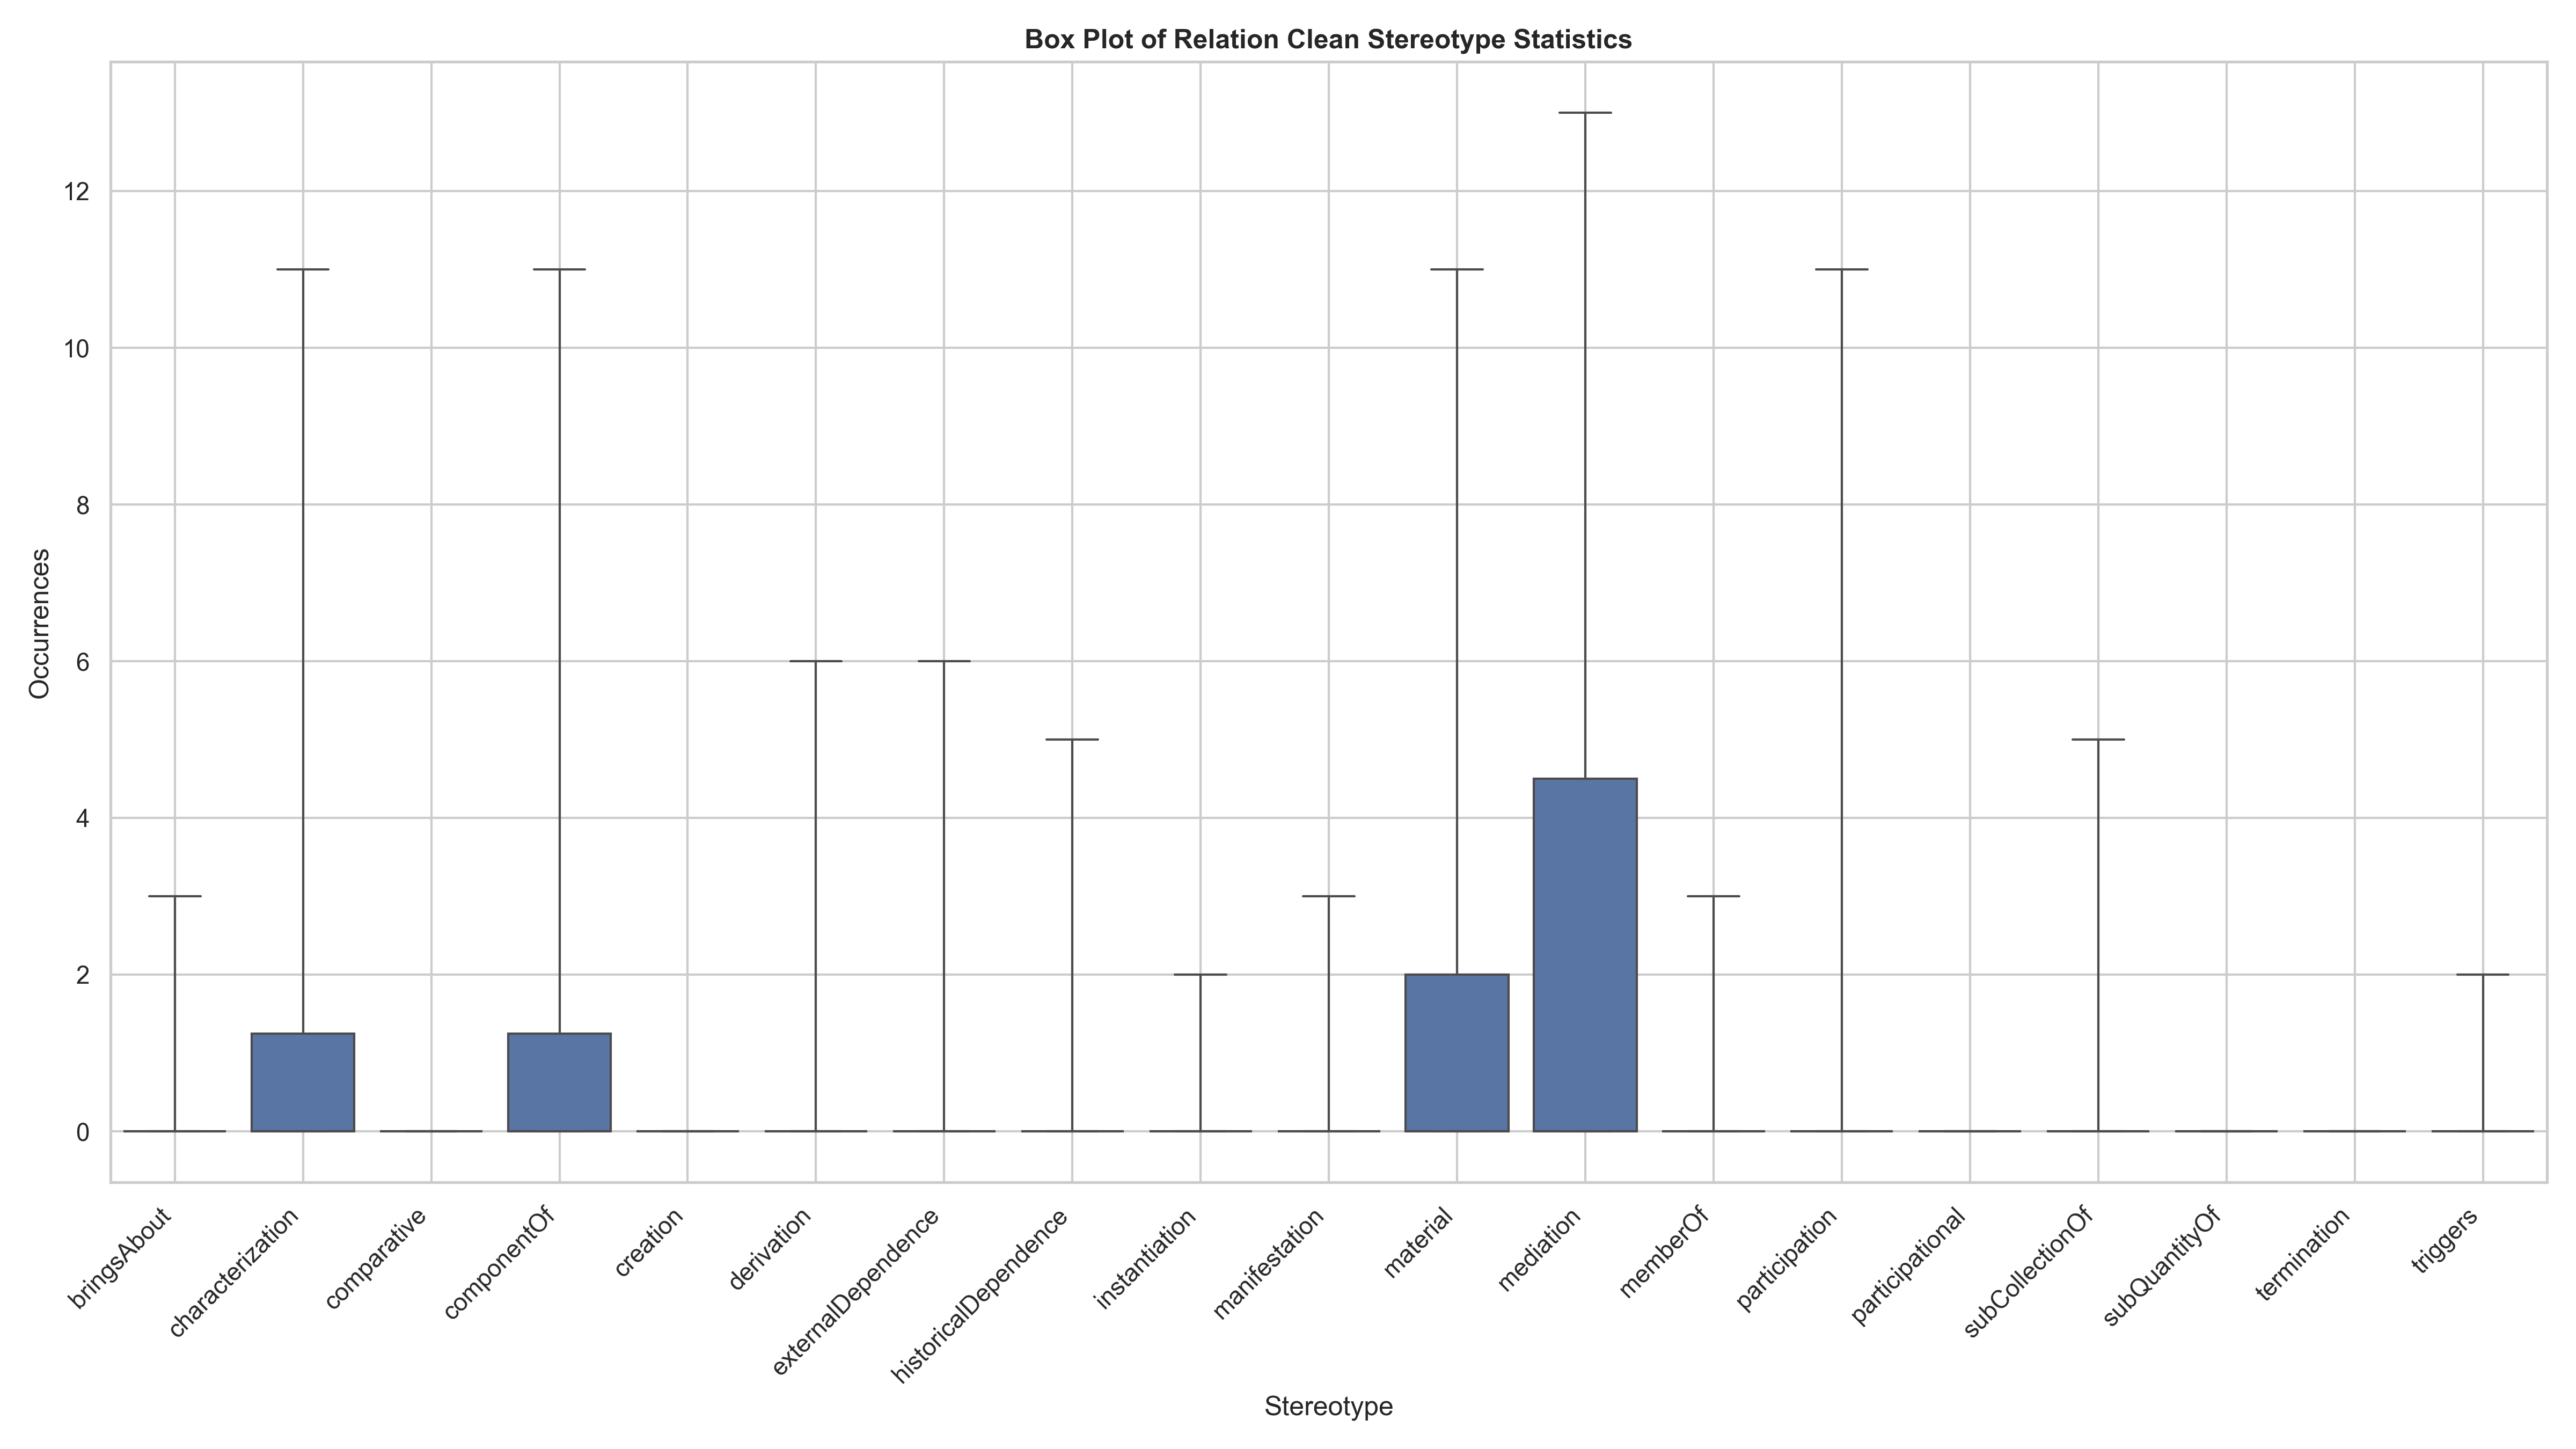 Box Plot of Relation Clean Stereotype Statistics
Occurrences
12
10
8
6
4
2
0
bringsAbout
characterization
comparative
componentOf
creation
derivation
externalDependence
historicalDependence
instantiation
manifestation
material
mediation
memberOf
participation
participational
subCollectionOf
subQuantityOf
termination
triggers
Stereotype